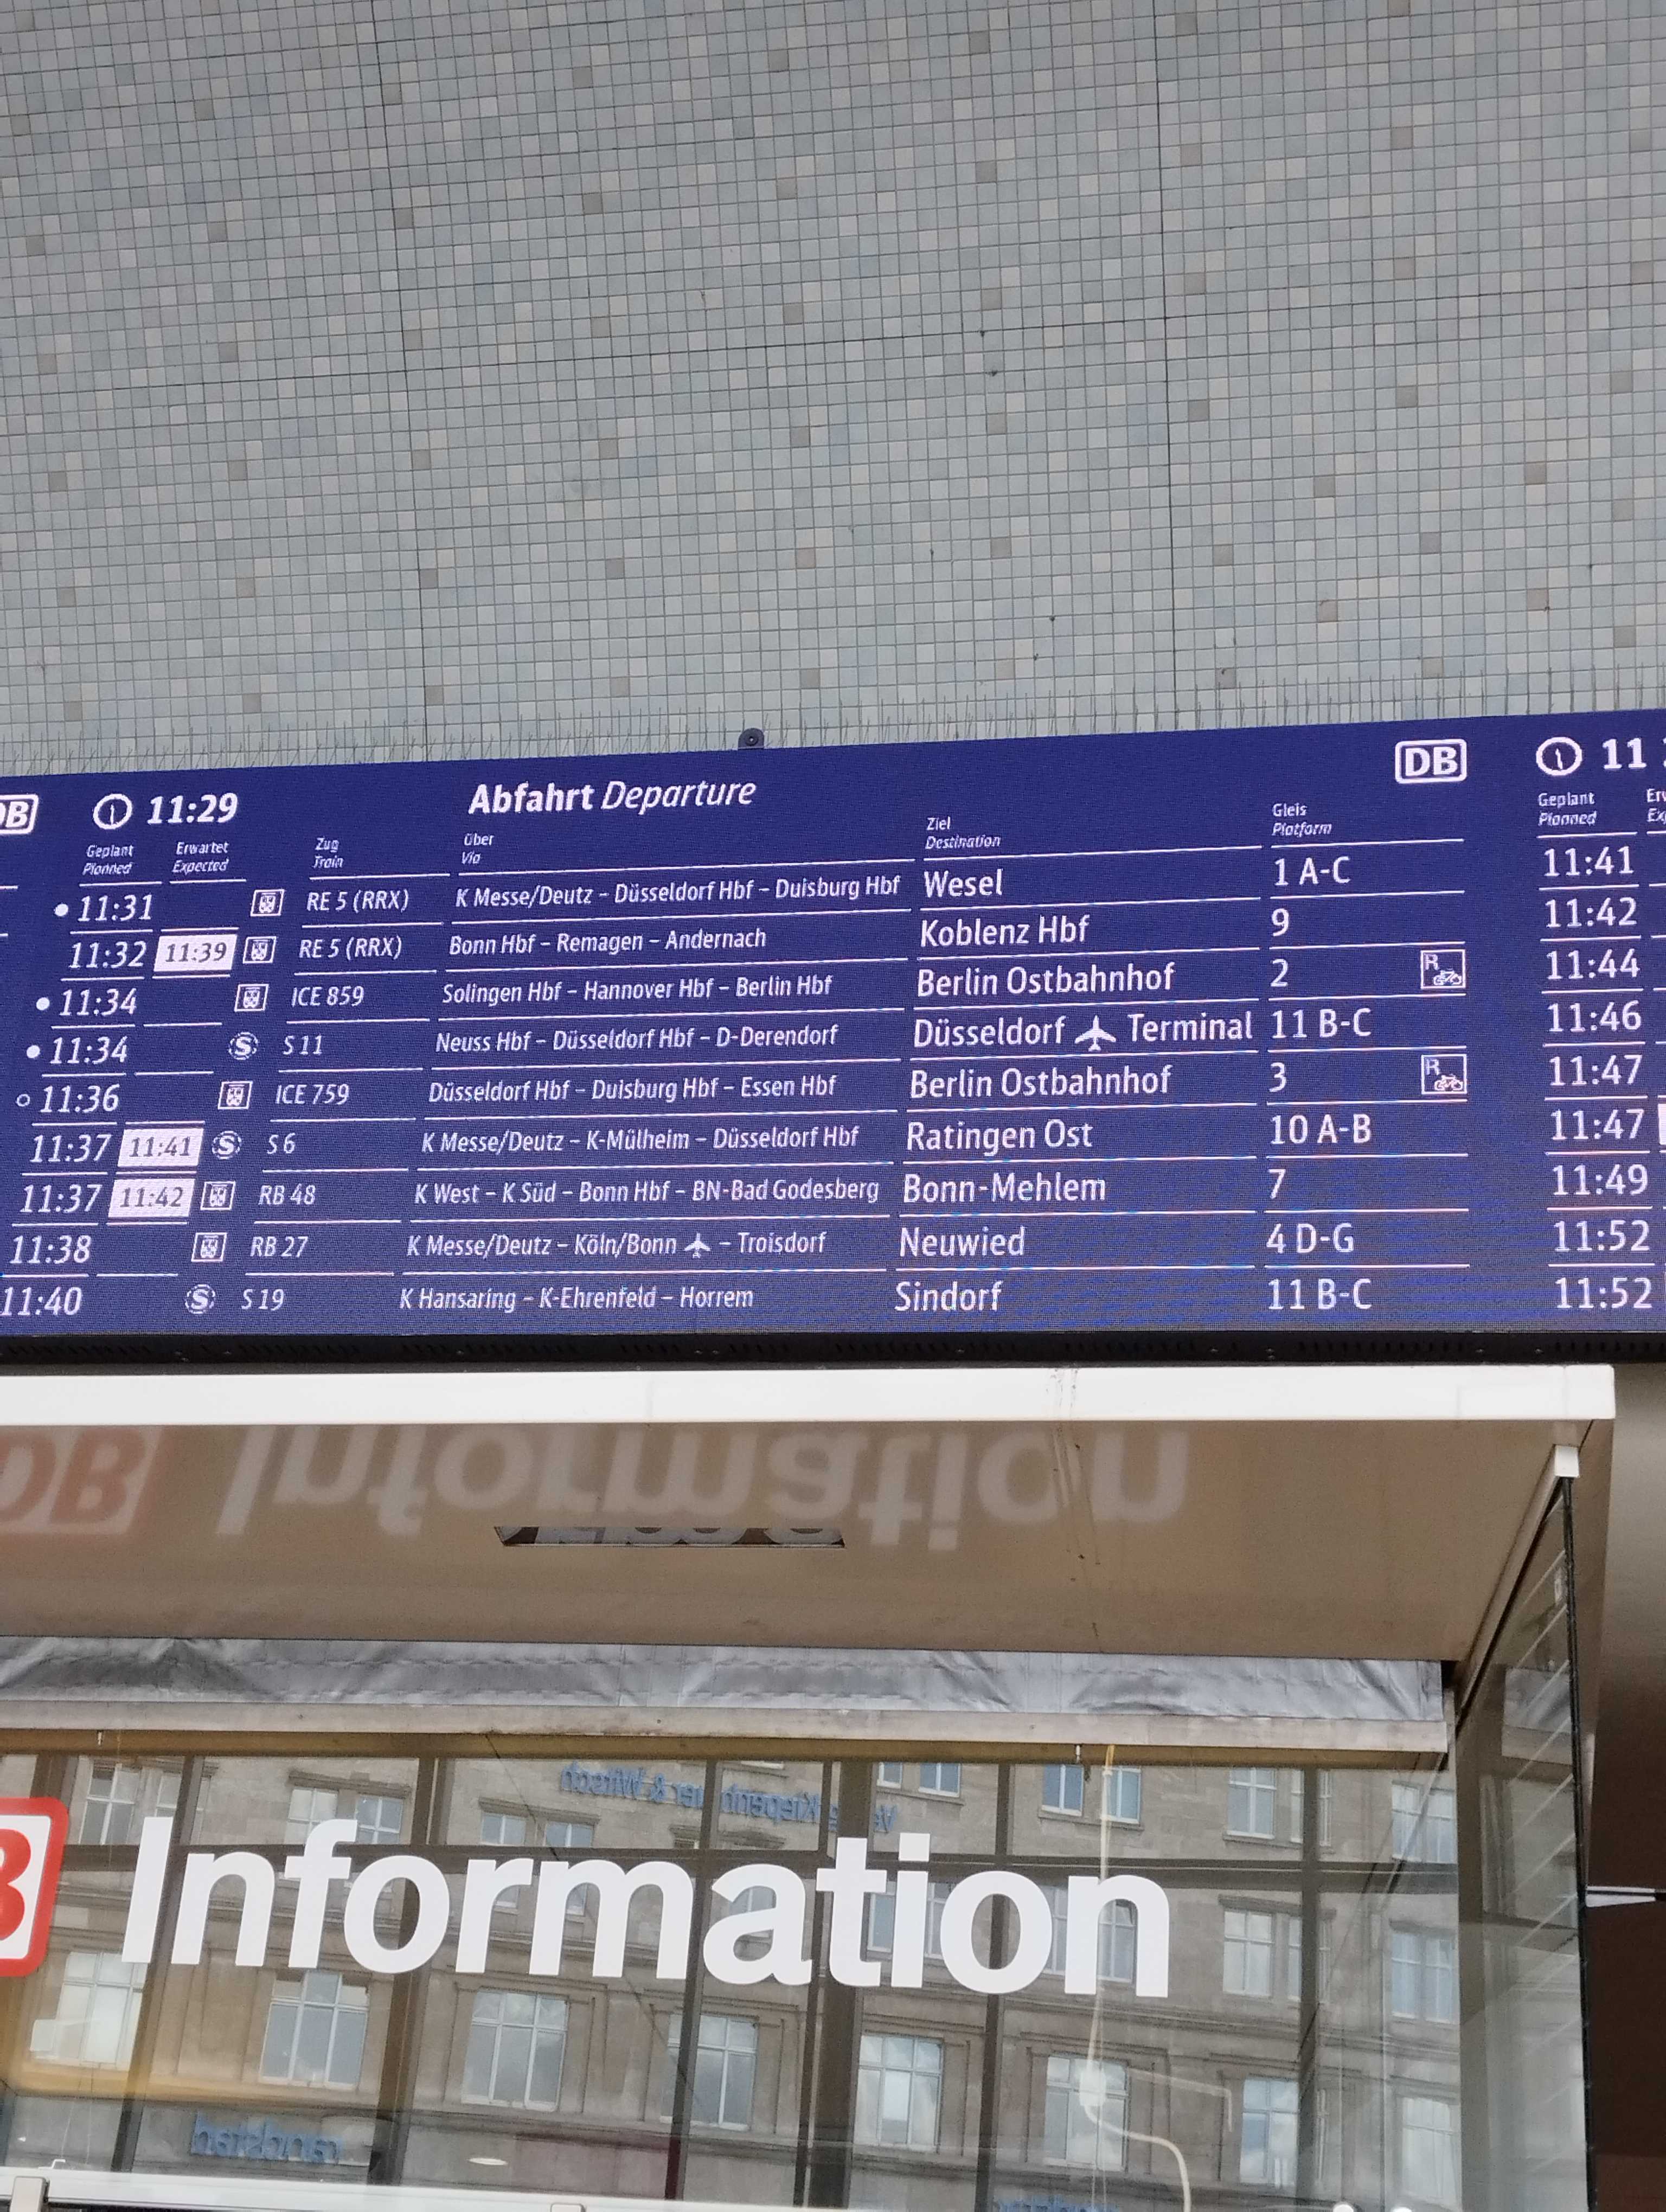 DB 11:29 Abfahrt Departure DB 11
Geplant Erwartet Zug Über Ziel Gleis Geplant
Planned Expected Train Via Destination Platform Planned
11:31 RE 5 (RRX) K Messe/Deutz – Düsseldorf Hbf – Duisburg Hbf Wesel 1 A-C 11:41
11:32 11:39 RE 5 (RRX) Bonn Hbf – Remagen – Andernach Koblenz Hbf 9 11:42
11:34 ICE 859 Solingen Hbf – Hannover Hbf – Berlin Hbf Berlin Ostbahnhof 2 R 11:44
11:34 S S 11 Neuss Hbf – Düsseldorf Hbf – D-Derendorf Düsseldorf Terminal 11 B-C 11:46
11:36 ICE 759 Düsseldorf Hbf – Duisburg Hbf – Essen Hbf Berlin Ostbahnhof 3 R 11:47
11:37 11:41 S S 6 K Messe/Deutz – K-Mülheim – Düsseldorf Hbf Ratingen Ost 10 A-B 11:47
11:37 11:42 RB 48 K West – K Süd – Bonn Hbf – BN-Bad Godesberg Bonn-Mehlem 7 11:49
11:38 RB 27 K Messe/Deutz – Köln/Bonn – Troisdorf Neuwied 4 D-G 11:52
11:40 S S 19 K Hansaring – K-Ehrenfeld – Horrem Sindorf 11 B-C 11:52
DB Information
& Witsch
B Information
randstad